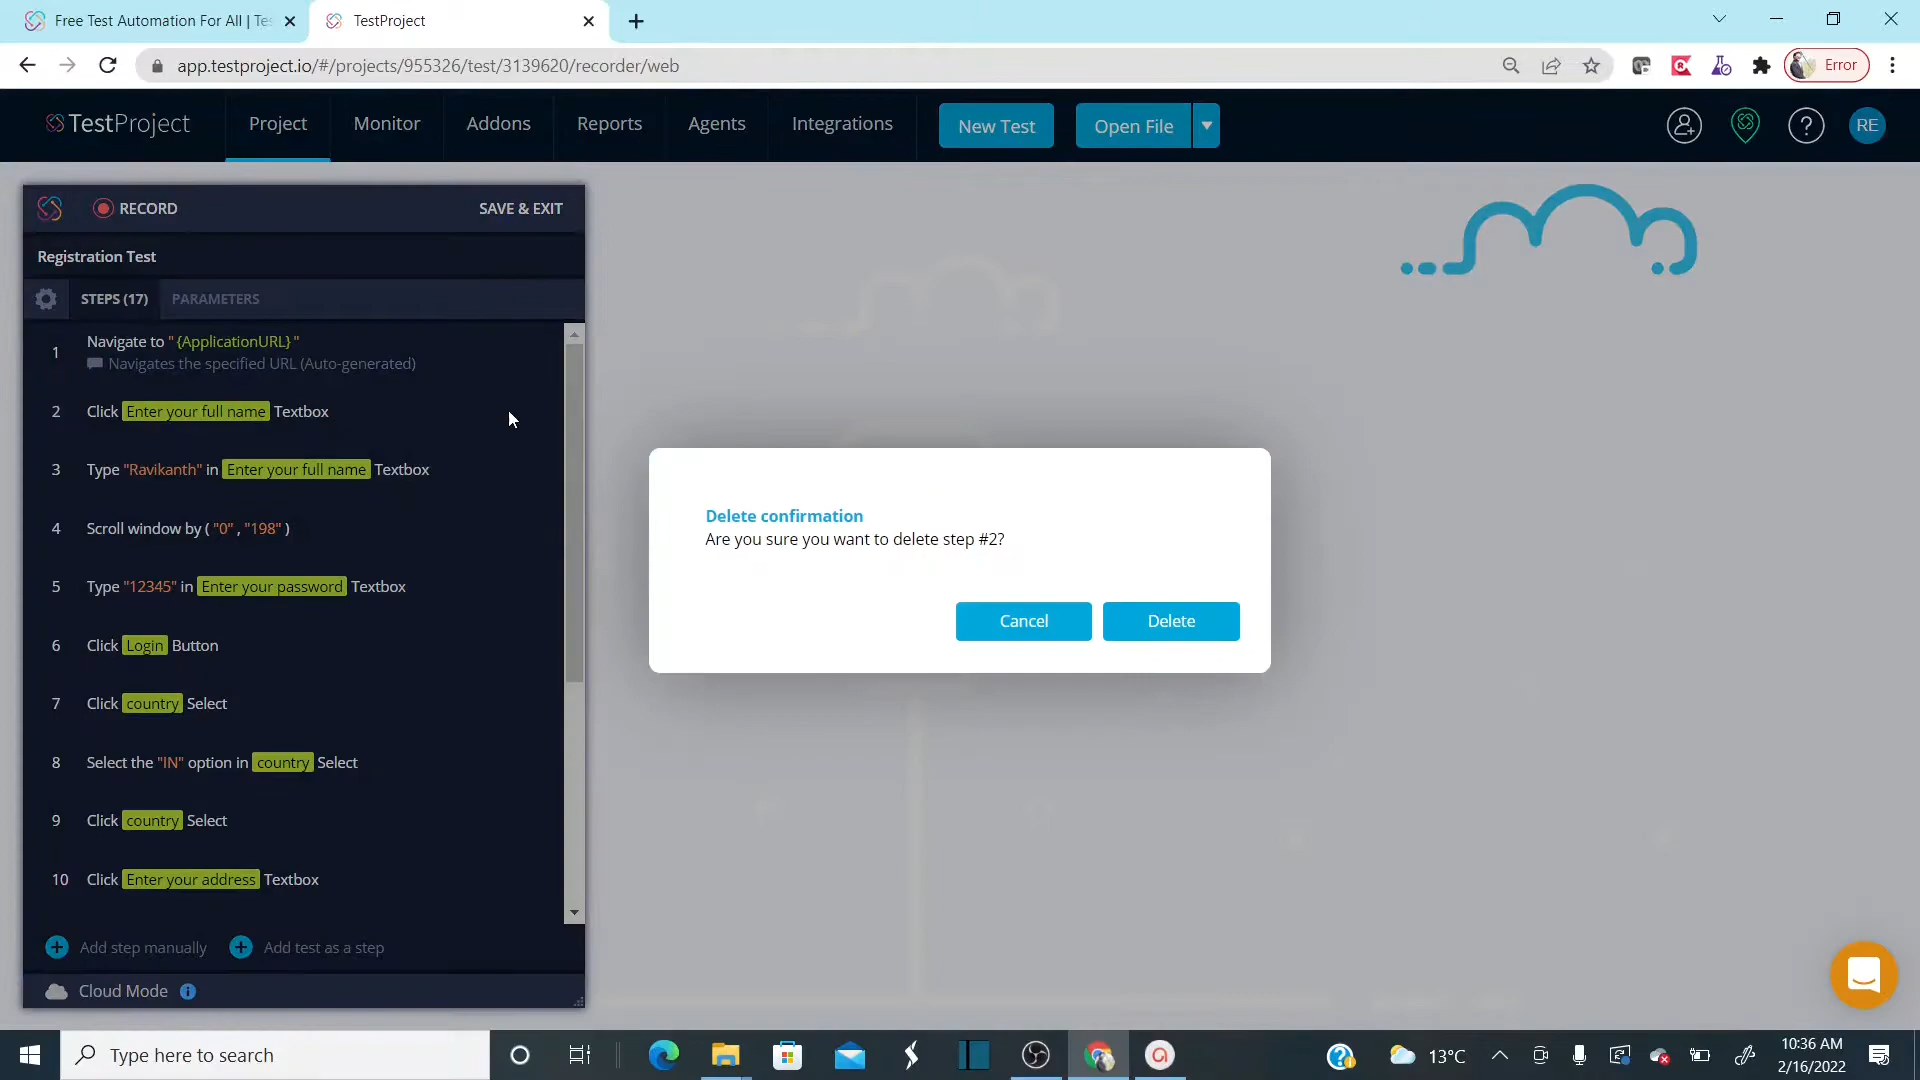 Free Test Automation For All | Tes
TestProject
app.testproject.io/#/projects/955326/test/3139620/recorder/web
Error
TestProject
Project
Monitor
Addons
Reports
Agents
Integrations
New Test
Open File
?
RE
RECORD
SAVE & EXIT
Registration Test
STEPS (17)
PARAMETERS
1 Navigate to "{ApplicationURL}"
Navigates the specified URL (Auto-generated)
2 Click Enter your full name Textbox
3 Type "Ravikanth" in Enter your full name Textbox
4 Scroll window by ( "0" , "198" )
5 Type "12345" in Enter your password Textbox
6 Click Login Button
7 Click country Select
8 Select the "IN" option in country Select
9 Click country Select
10 Click Enter your address Textbox
Add step manually
Add test as a step
Cloud Mode
Delete confirmation
Are you sure you want to delete step #2?
Cancel
Delete
Type here to search
13°C
10:36 AM
2/16/2022